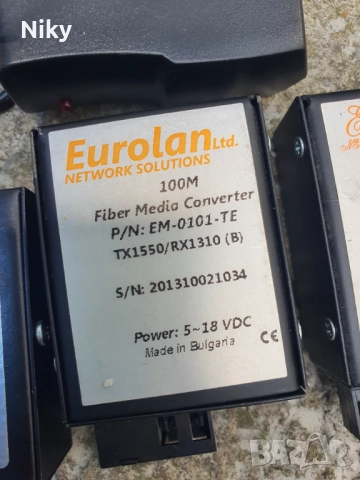 Niky
Eurolan Ltd.
NETWORK SOLUTIONS
100M
Fiber Media Converter
P/N: EM-0101-TE
TX1550/RX1310 (B)
S/N: 201310021034
Power: 5~18 VDC
Made in Bulgaria CE
BAZAR